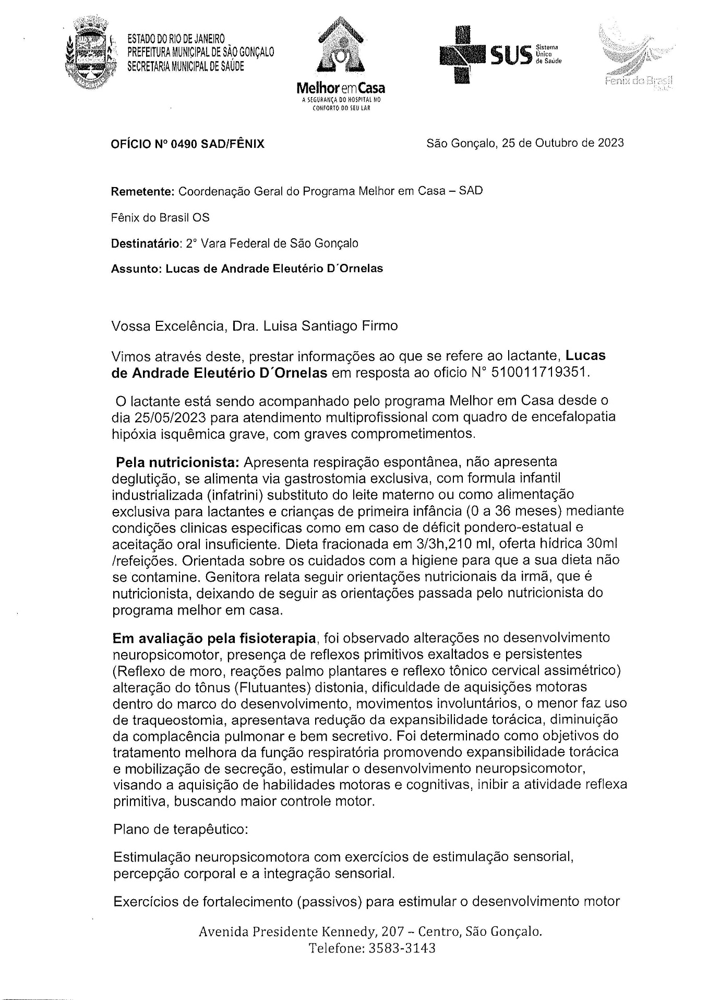 ESTADO DO RIO DE JANEIRO
PREFEITURA MUNICIPAL DE SÃO GONÇALO
SECRETARIA MUNICIPAL DE SAÚDE
Melhor em Casa
A SEGURANÇA DO HOSPITAL NO
CONFORTO DO SEU LAR
SUS Sistema
Único
de Saúde
Fenix do Brasil
OFÍCIO Nº 0490 SAD/FÊNIX
São Gonçalo, 25 de Outubro de 2023
Remetente: Coordenação Geral do Programa Melhor em Casa – SAD
Fênix do Brasil OS
Destinatário: 2° Vara Federal de São Gonçalo
Assunto: Lucas de Andrade Eleutério D´Ornelas
Vossa Excelência, Dra. Luisa Santiago Firmo
Vimos através deste, prestar informações ao que se refere ao lactante, Lucas
de Andrade Eleutério D´Ornelas em resposta ao oficio N° 510011719351.
O lactante está sendo acompanhado pelo programa Melhor em Casa desde o
dia 25/05/2023 para atendimento multiprofissional com quadro de encefalopatia
hipóxia isquêmica grave, com graves comprometimentos.
Pela nutricionista: Apresenta respiração espontânea, não apresenta
deglutição, se alimenta via gastrostomia exclusiva, com formula infantil
industrializada (infatrini) substituto do leite materno ou como alimentação
exclusiva para lactantes e crianças de primeira infância (0 a 36 meses) mediante
condições clinicas especificas como em caso de déficit pondero-estatual e
aceitação oral insuficiente. Dieta fracionada em 3/3h,210 ml, oferta hídrica 30ml
/refeições. Orientada sobre os cuidados com a higiene para que a sua dieta não
se contamine. Genitora relata seguir orientações nutricionais da irmã, que é
nutricionista, deixando de seguir as orientações passada pelo nutricionista do
programa melhor em casa.
Em avaliação pela fisioterapia, foi observado alterações no desenvolvimento
neuropsicomotor, presença de reflexos primitivos exaltados e persistentes
(Reflexo de moro, reações palmo plantares e reflexo tônico cervical assimétrico)
alteração do tônus (Flutuantes) distonia, dificuldade de aquisições motoras
dentro do marco do desenvolvimento, movimentos involuntários, o menor faz uso
de traqueostomia, apresentava redução da expansibilidade torácica, diminuição
da complacência pulmonar e bem secretivo. Foi determinado como objetivos do
tratamento melhora da função respiratória promovendo expansibilidade torácica
e mobilização de secreção, estimular o desenvolvimento neuropsicomotor,
visando a aquisição de habilidades motoras e cognitivas, inibir a atividade reflexa
primitiva, buscando maior controle motor.
Plano de terapêutico:
Estimulação neuropsicomotora com exercícios de estimulação sensorial,
percepção corporal e a integração sensorial.
Exercícios de fortalecimento (passivos) para estimular o desenvolvimento motor
Avenida Presidente Kennedy, 207 – Centro, São Gonçalo.
Telefone: 3583-3143